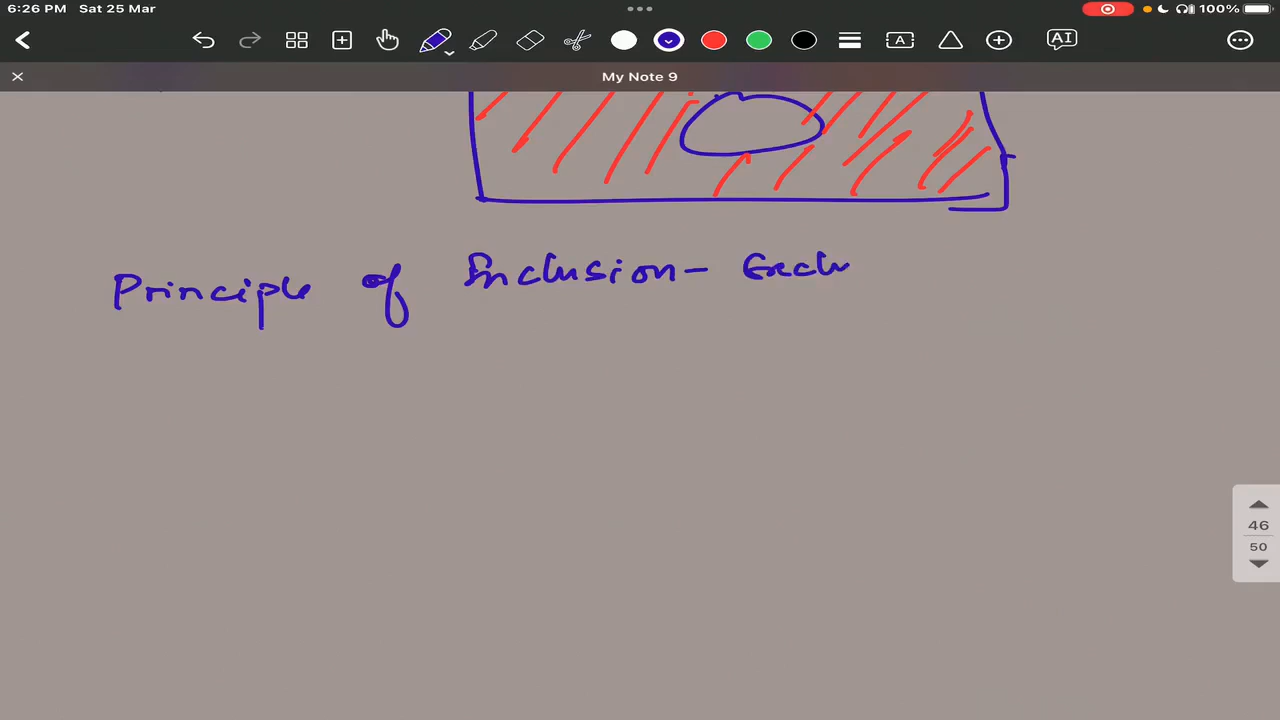 6:26 PM Sat 25 Mar 100%
A AI
My Note 9
Principle of Inclusion- Exclu
46
50